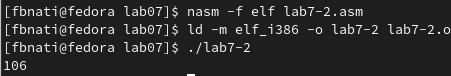 [fbnati@fedora lab07]$ nasm -f elf lab7-2.asm
[fbnati@fedora lab07]$ ld -m elf_i386 -o lab7-2 lab7-2.o
[fbnati@fedora lab07]$ ./lab7-2
106